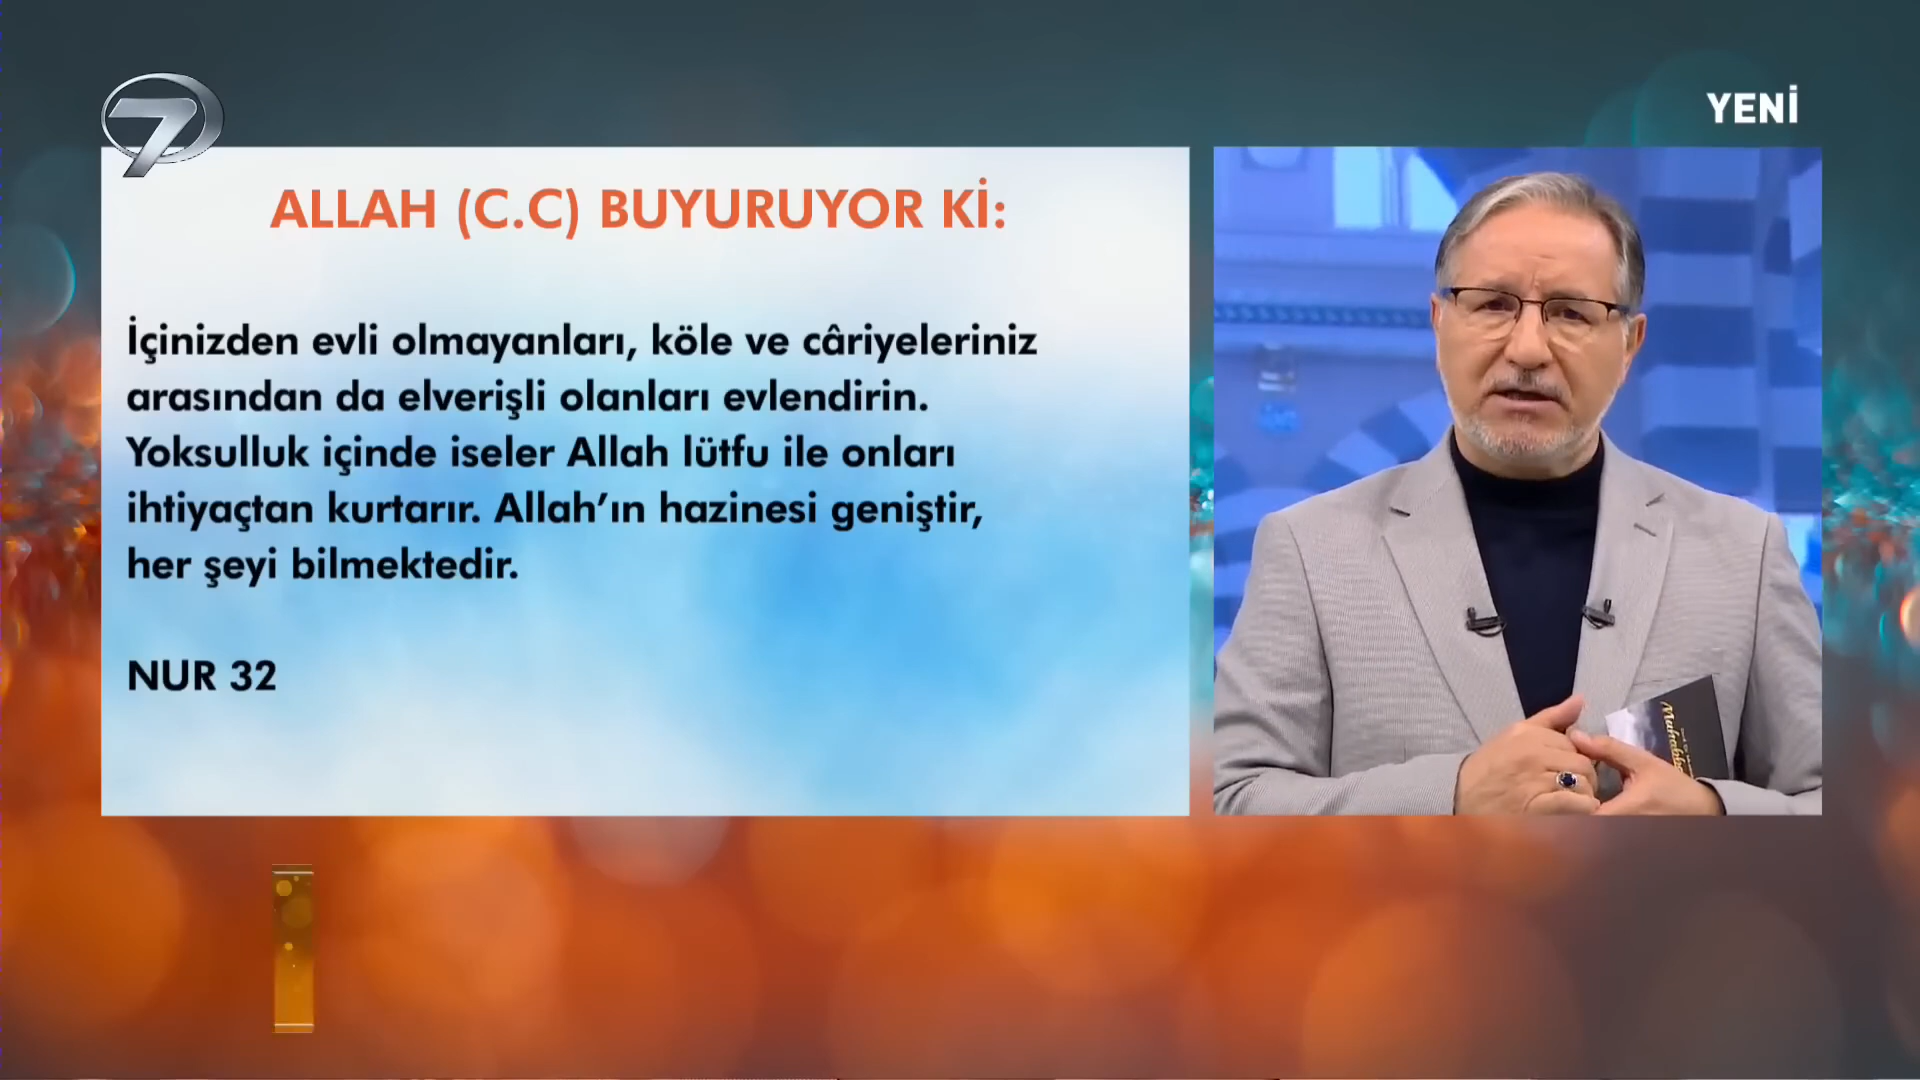 7
YENİ
ALLAH (C.C) BUYURUYOR Kİ:
İçinizden evli olmayanları, köle ve câriyeleriniz
arasından da elverişli olanları evlendirin.
Yoksulluk içinde iseler Allah lütfu ile onları
ihtiyaçtan kurtarır. Allah’ın hazinesi geniştir,
her şeyi bilmektedir.
NUR 32